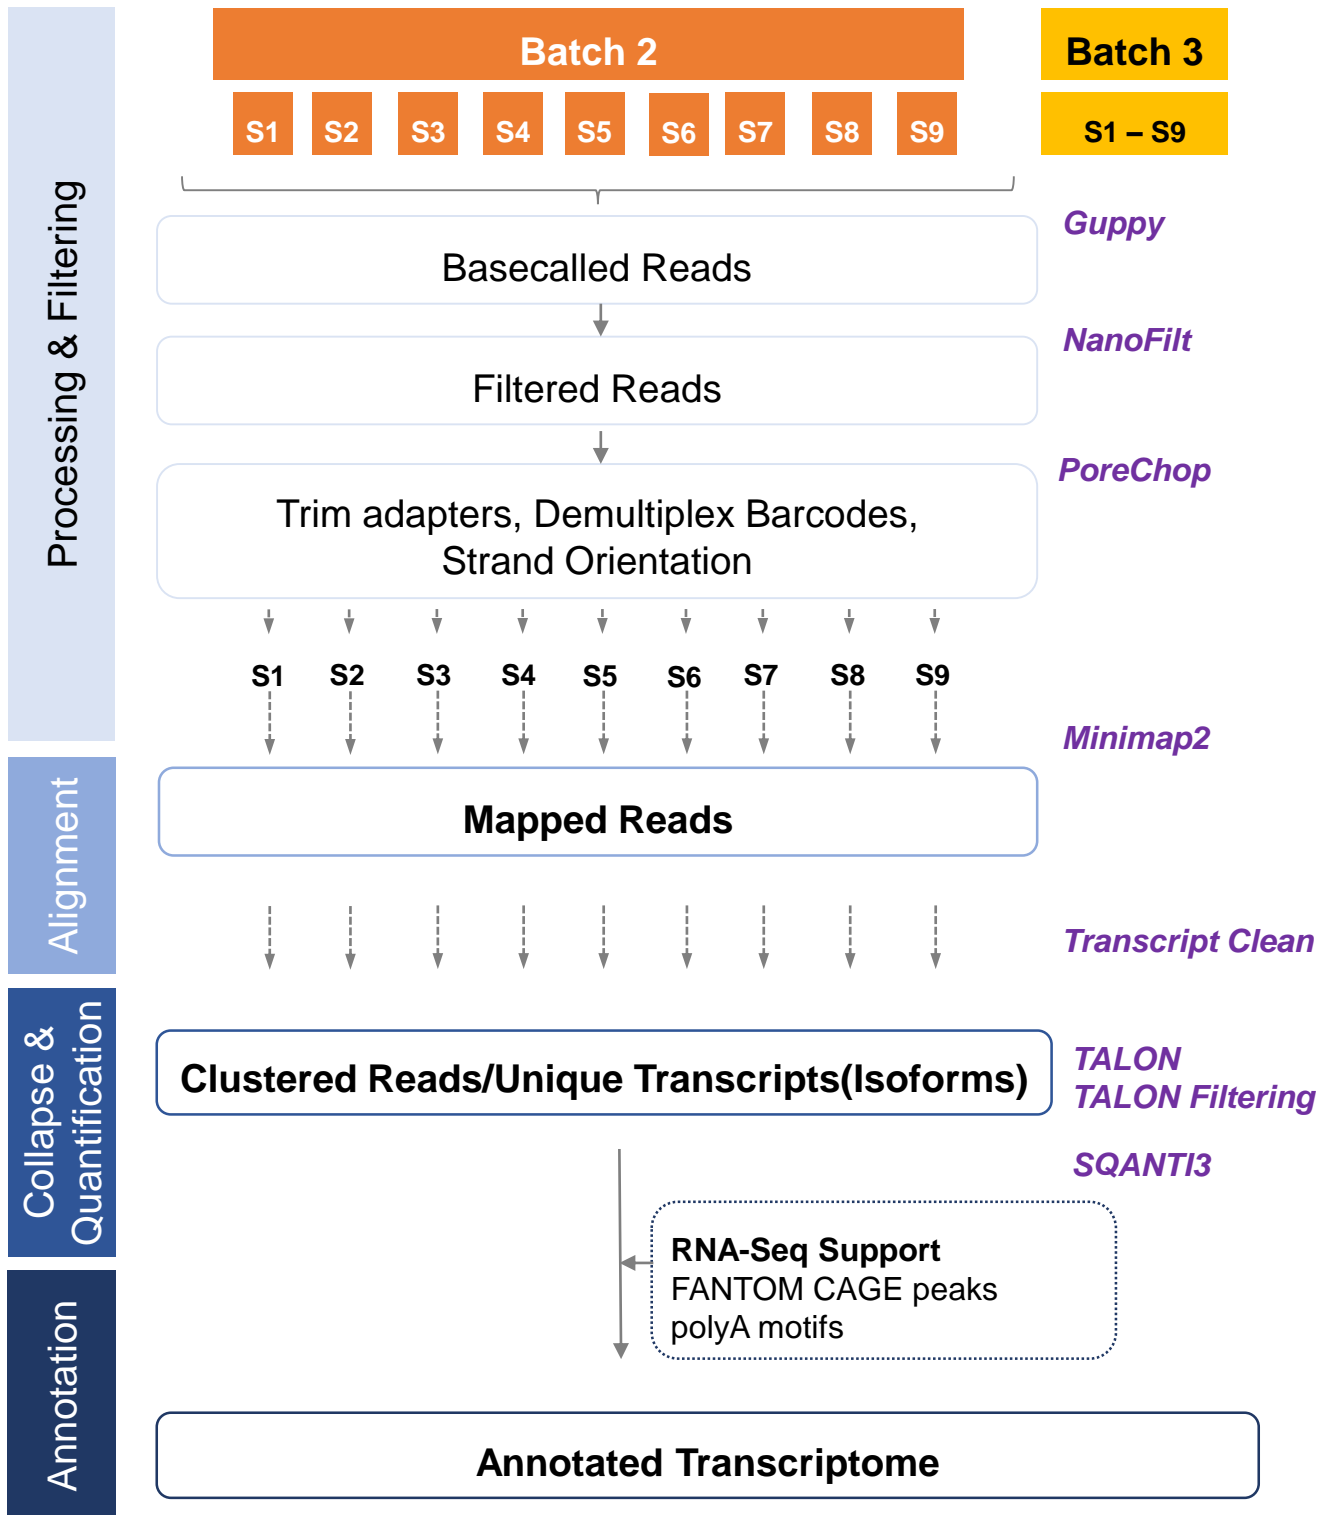 Batch 2
Batch 3
S1 S2 S3 S4 S5 S6 S7 S8 S9
S1 – S9
Processing & Filtering
Guppy
Basecalled Reads
NanoFilt
Filtered Reads
PoreChop
Trim adapters, Demultiplex Barcodes,
Strand Orientation
S1 S2 S3 S4 S5 S6 S7 S8 S9
Minimap2
Alignment
Mapped Reads
Transcript Clean
Collapse &
Quantification
Clustered Reads/Unique Transcripts(Isoforms)
TALON
TALON Filtering
SQANTI3
RNA-Seq Support
FANTOM CAGE peaks
polyA motifs
Annotation
Annotated Transcriptome